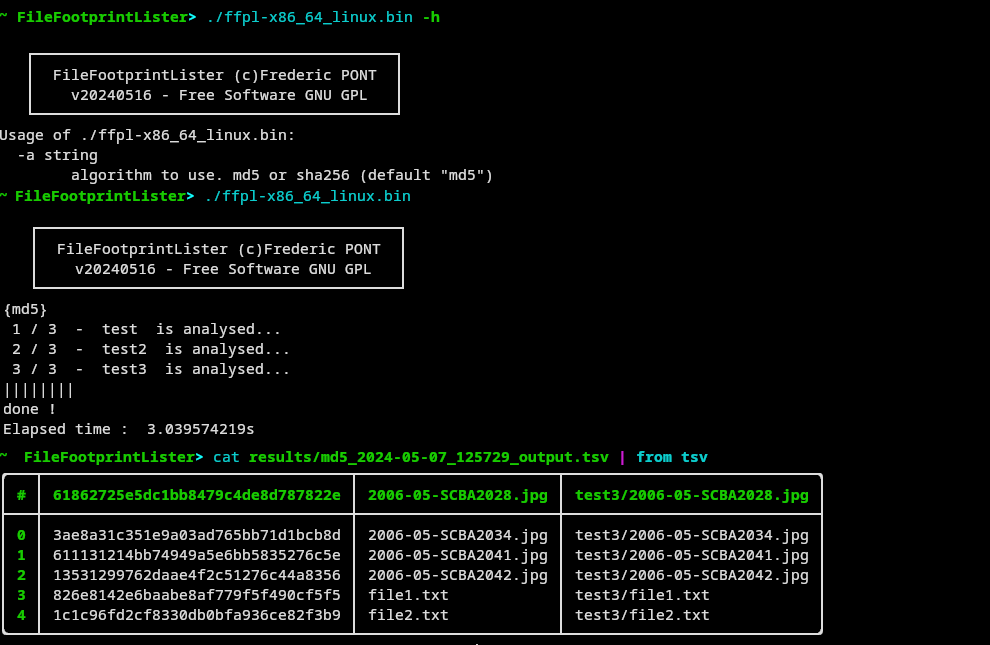 ~ FileFootprintLister> ./ffpl-x86_64_linux.bin -h
FileFootprintLister (c)Frederic PONT
v20240516 - Free Software GNU GPL
Usage of ./ffpl-x86_64_linux.bin:
-a string
algorithm to use. md5 or sha256 (default "md5")
~ FileFootprintLister> ./ffpl-x86_64_linux.bin
FileFootprintLister (c)Frederic PONT
v20240516 - Free Software GNU GPL
{md5}
1 / 3 - test is analysed...
2 / 3 - test2 is analysed...
3 / 3 - test3 is analysed...
||||||||
done !
Elapsed time : 3.039574219s
~ FileFootprintLister> cat results/md5_2024-05-07_125729_output.tsv | from tsv
# 61862725e5dc1bb8479c4de8d787822e 2006-05-SCBA2028.jpg test3/2006-05-SCBA2028.jpg
0 3ae8a31c351e9a03ad765bb71d1bcb8d 2006-05-SCBA2034.jpg test3/2006-05-SCBA2034.jpg
1 611131214bb74949a5e6bb5835276c5e 2006-05-SCBA2041.jpg test3/2006-05-SCBA2041.jpg
2 13531299762daae4f2c51276c44a8356 2006-05-SCBA2042.jpg test3/2006-05-SCBA2042.jpg
3 826e8142e6baabe8af779f5f490cf5f5 file1.txt test3/file1.txt
4 1c1c96fd2cf8330db0bfa936ce82f3b9 file2.txt test3/file2.txt